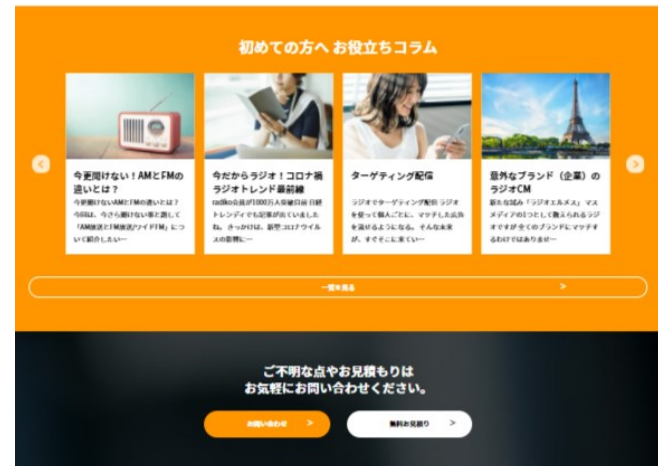 初めての方へ お役立ちコラム
今更聞けない！AMとFMの
違いとは？
今更聞けないAMとFMの違いとは？
今回は、今さら聞けない事と題して
「AM放送とFM放送/ワイドFM」につ
いて紹介したい…
今だからラジオ！コロナ禍
ラジオトレンド最前線
radiko会員が100万人突破目前 日経
トレンディでも記事が出ていました
ね。きっかけは、新型コロナウイル
スの影響に…
ターゲティング配信
ラジオでターゲティング配信 ラジオ
を使って個人ごとに、マッチした広告
を流せるようになる。そんな未来
が、すぐそこに来てい…
意外なブランド（企業）の
ラジオCM
新たな試み「ラジオエルメス」 マス
メディアの1つとして数えられるラジ
オですが全てのブランドにマッチす
るわけではありませ…
一覧を見る >
ご不明な点やお見積もりは
お気軽にお問い合わせください。
お問い合わせ >
無料お見積り >